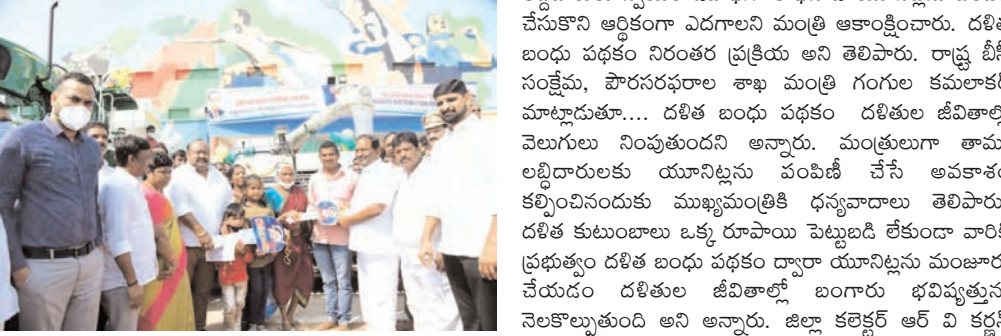 చేసుకొని ఆర్థికంగా ఎదగాలని మంత్రి ఆకాంక్షించారు. దళిత
బంధు పథకం నిరంతర ప్రక్రియ అని తెలిపారు. రాష్ట్ర బీసీ
సంక్షేమ, పౌరసరఫరాల శాఖ మంత్రి గంగుల కమలాకర్
మాట్లాడుతూ.... దళిత బంధు పథకం దళితుల జీవితాల్లో
వెలుగులు నింపుతుందని అన్నారు. మంత్రులుగా తాము
లబ్ధిదారులకు యూనిట్లను పంపిణీ చేసే అవకాశం
కల్పించినందుకు ముఖ్యమంత్రికి ధన్యవాదాలు తెలిపారు.
దళిత కుటుంబాలు ఒక్క రూపాయి పెట్టుబడి లేకుండా వారికి
ప్రభుత్వం దళిత బంధు పథకం ద్వారా యూనిట్లను మంజూరు
చేయడం దళితుల జీవితాల్లో బంగారు భవిష్యత్తును
నెలకొల్పుతుంది అని అన్నారు. జిల్లా కలెక్టర్ ఆర్ వి కర్ణన్